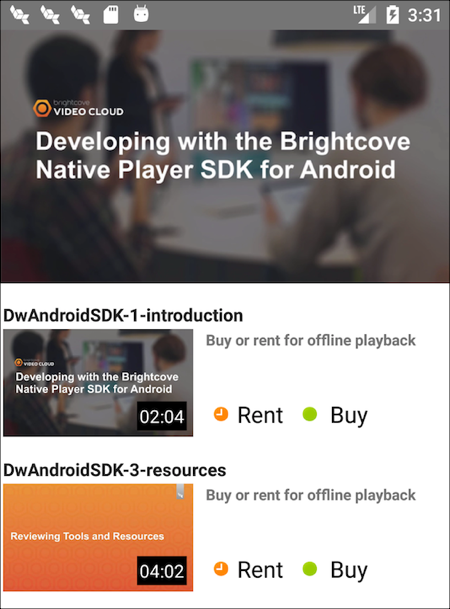 LTE 3:31
brightcove
VIDEO CLOUD
Developing with the Brightcove
Native Player SDK for Android
DwAndroidSDK-1-introduction
Buy or rent for offline playback
brightcove
VIDEO CLOUD
Developing with the Brightcove
Native Player SDK for Android
02:04
Rent Buy
DwAndroidSDK-3-resources
Buy or rent for offline playback
Reviewing Tools and Resources
04:02
Rent Buy